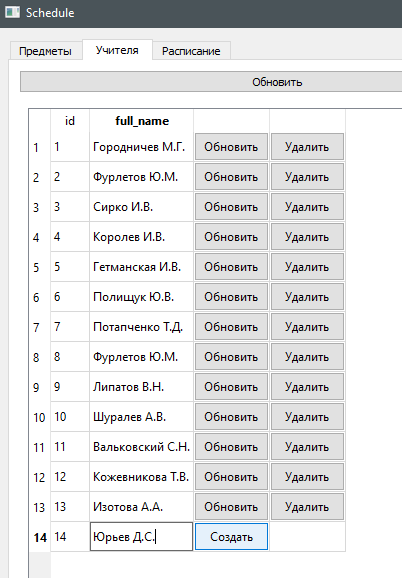 Schedule
Предметы Учителя Расписание
Обновить
id full_name
1 1 Городничев М.Г. Обновить Удалить
2 2 Фурлетов Ю.М. Обновить Удалить
3 3 Сирко И.В. Обновить Удалить
4 4 Королев И.В. Обновить Удалить
5 5 Гетманская И.В. Обновить Удалить
6 6 Полищук Ю.В. Обновить Удалить
7 7 Потапченко Т.Д. Обновить Удалить
8 8 Фурлетов Ю.М. Обновить Удалить
9 9 Липатов В.Н. Обновить Удалить
10 10 Шуралев А.В. Обновить Удалить
11 11 Вальковский С.Н. Обновить Удалить
12 12 Кожевникова Т.В. Обновить Удалить
13 13 Изотова А.А. Обновить Удалить
14 14 Юрьев Д.С. Создать